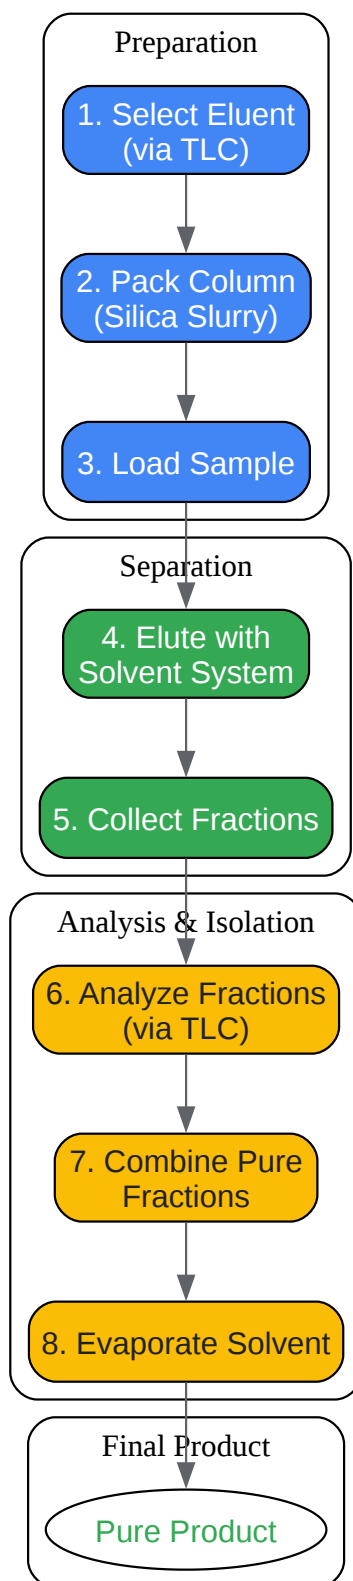 Preparation
1. Select Eluent
(via TLC)
2. Pack Column
(Silica Slurry)
3. Load Sample
Separation
4. Elute with
Solvent System
5. Collect Fractions
Analysis & Isolation
6. Analyze Fractions
(via TLC)
7. Combine Pure
Fractions
8. Evaporate Solvent
Final Product
Pure Product